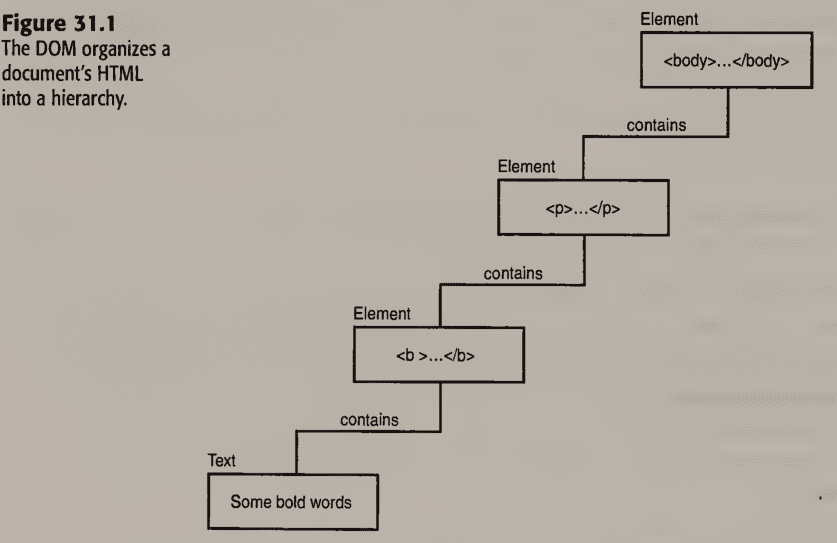 Figure 31.1
The DOM organizes a
document's HTML
into a hierarchy.
Element
<body>...</body>
contains
Element
<p>...</p>
contains
Element
<b >...</b>
contains
Text
Some bold words